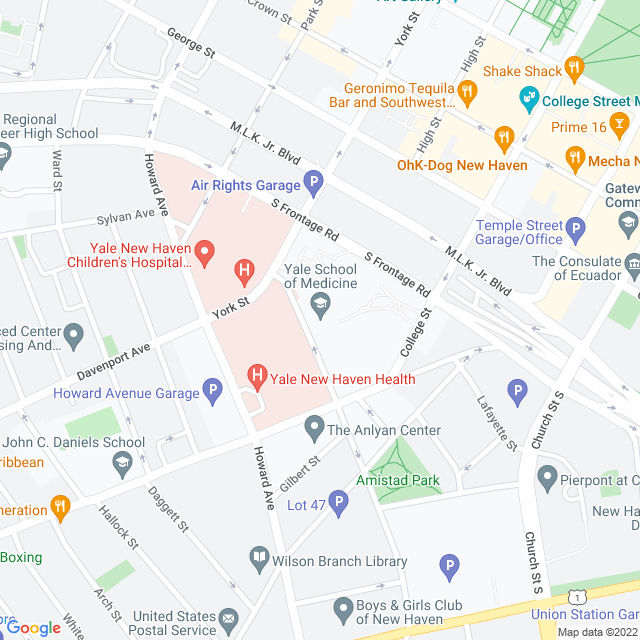 Art Gallery
Crown St
Park St
York St
High St
George St
Shake Shack
Geronimo Tequila
Bar and Southwest...
College Street M
Prime 16
Regional
eer High School
M.L.K. Jr. Blvd
High St
OhK-Dog New Haven
Mecha N
Ward St
Howard Ave
Air Rights Garage
Gatew
Comm
S Frontage Rd
Sylvan Ave
Temple Street
Garage/Office
Yale New Haven
Children's Hospital...
S Frontage Rd
M.L.K. Jr. Blvd
The Consulate
of Ecuador
Yale School
of Medicine
York St
ced Center
sing And...
Davenport Ave
College St
Yale New Haven Health
Howard Avenue Garage
Lafayette St
Church St S
The Anlyan Center
John C. Daniels School
ribbean
Howard Ave
Gilbert St
Amistad Park
Pierpont at C
Daggett St
Lot 47
neration
Hallock St
New Ha
D
Church St S
Boxing
Wilson Branch Library
Arch St
1
White
Boys & Girls Club
of New Haven
United States
Postal Service
Union Station Gar
Google
Map data ©202